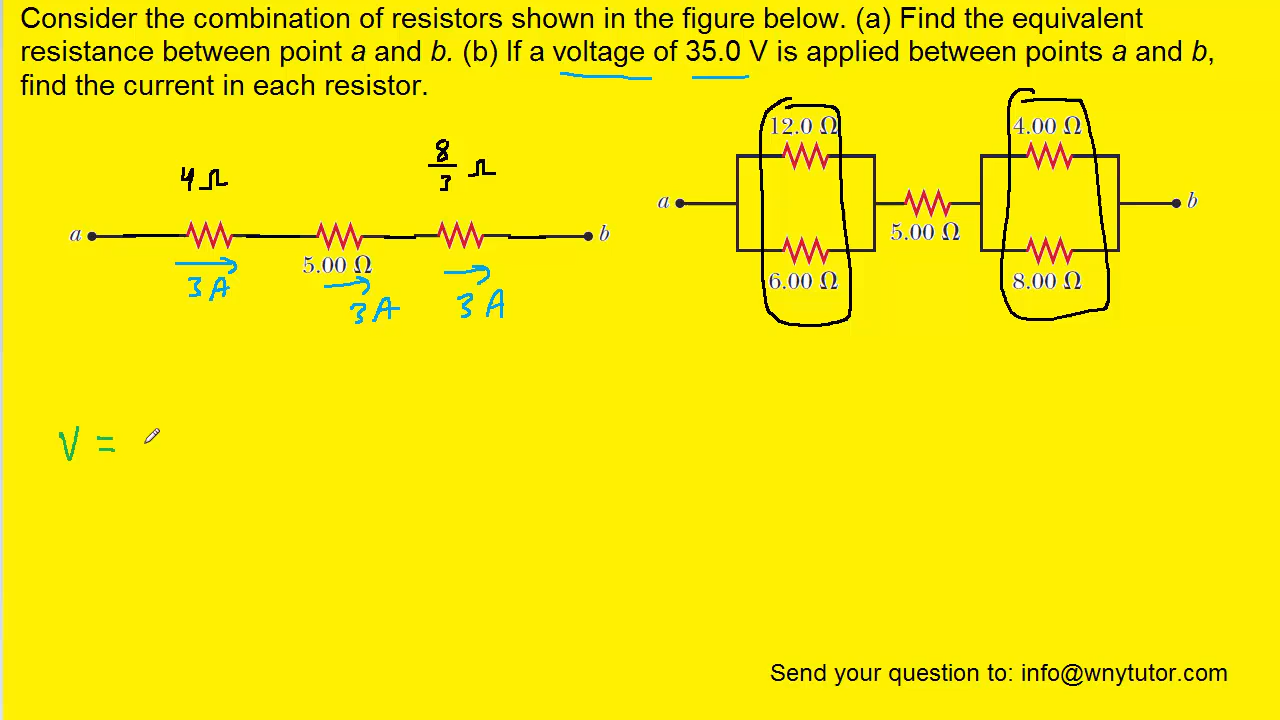 Consider the combination of resistors shown in the figure below. (a) Find the equivalent
resistance between point a and b. (b) If a voltage of 35.0 V is applied between points a and b,
find the current in each resistor.
4 Ω
8
3
Ω
a
b
5.00 Ω
3 A
3 A
3 A
12.0 Ω
4.00 Ω
a
b
5.00 Ω
6.00 Ω
8.00 Ω
V =
Send your question to: info@wnytutor.com